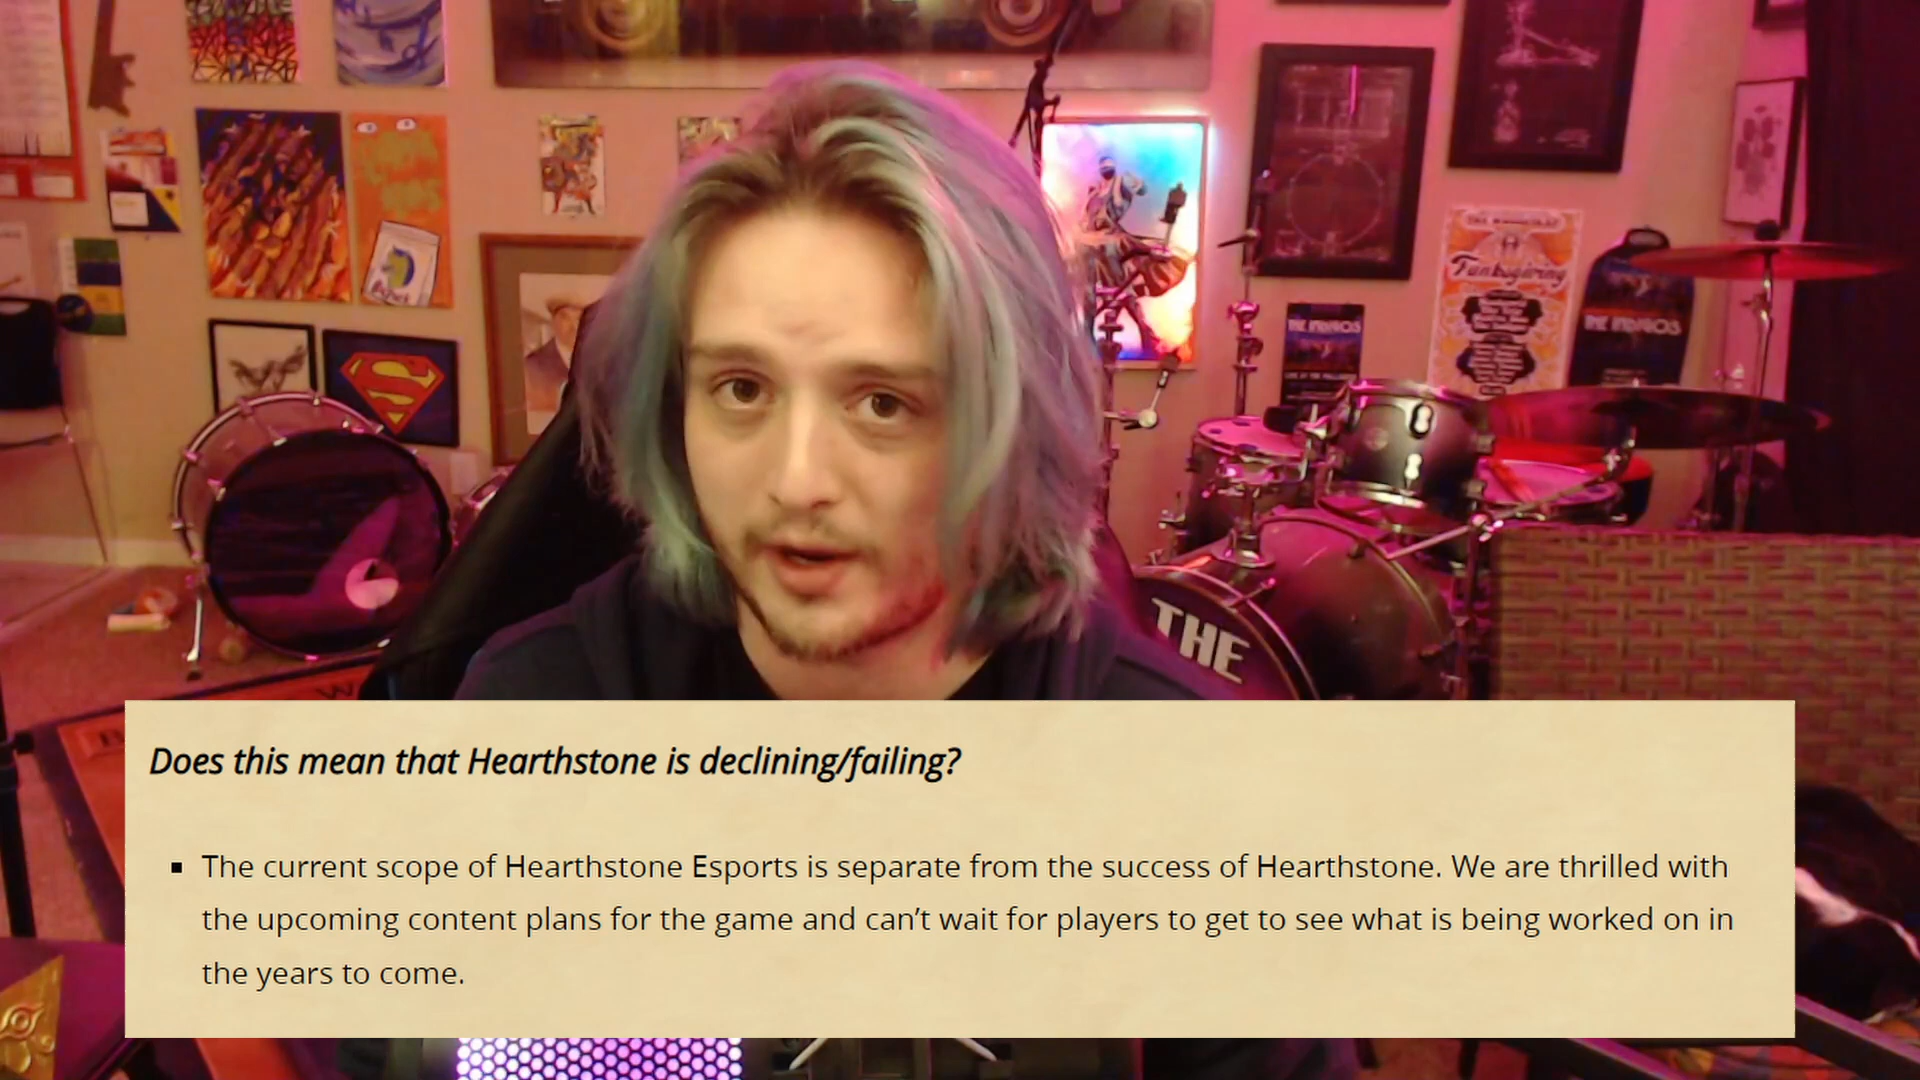 Funksgiving
THE
Does this mean that Hearthstone is declining/failing?
▪ The current scope of Hearthstone Esports is separate from the success of Hearthstone. We are thrilled with
the upcoming content plans for the game and can’t wait for players to get to see what is being worked on in
the years to come.